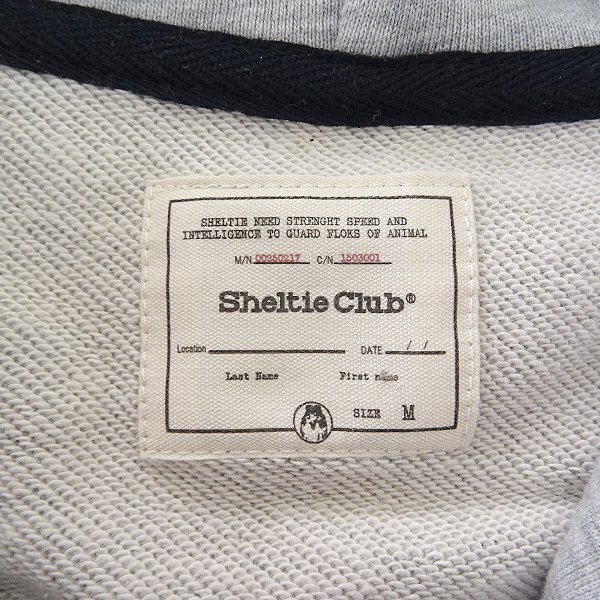 SHELTIE NEED STRENGHT SPEED AND
INTELLIGENCE TO GUARD FLOKS OF ANIMAL
M/N 00250217 C/N 1503001
Sheltie Club®
Location DATE / /
Last Name First name
SIZE M